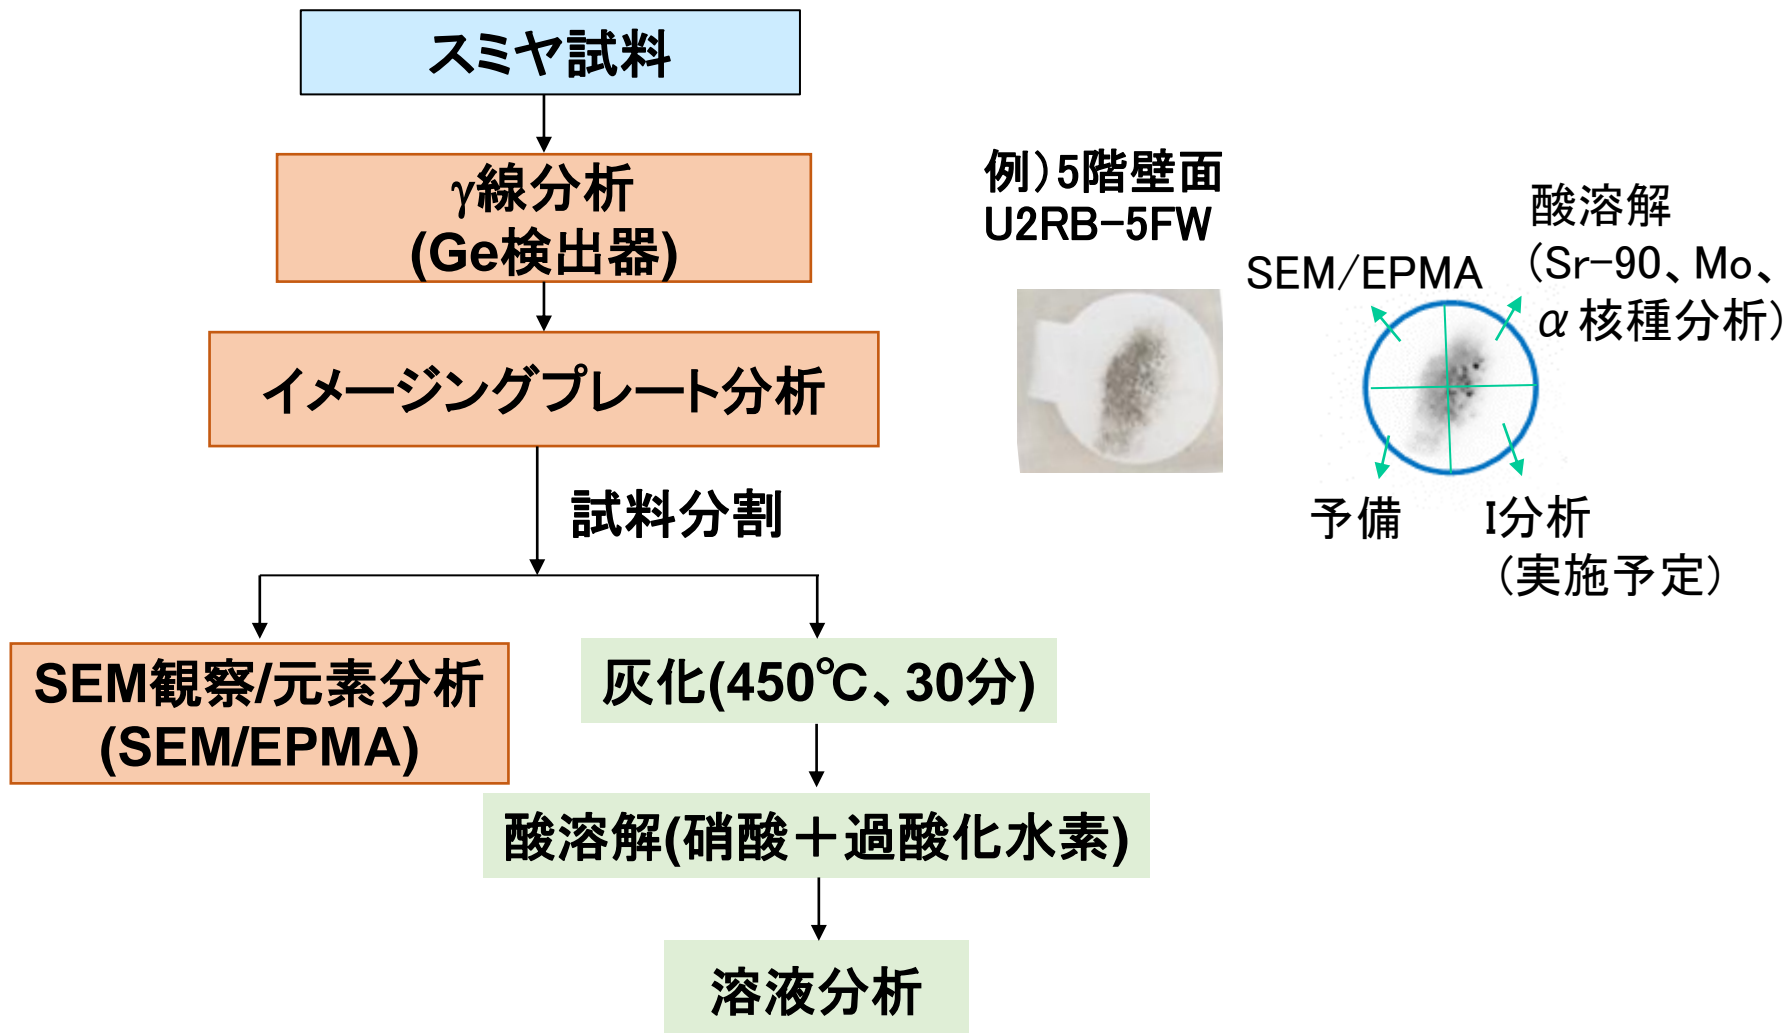 スミヤ試料
γ線分析
(Ge検出器)
イメージングプレート分析
試料分割
SEM観察/元素分析
(SEM/EPMA)
灰化(450℃、30分)
酸溶解(硝酸＋過酸化水素)
溶液分析
例）5階壁面
U2RB−5FW
SEM/EPMA
酸溶解
（Sr−90、Mo、
α核種分析）
予備
I分析
（実施予定）